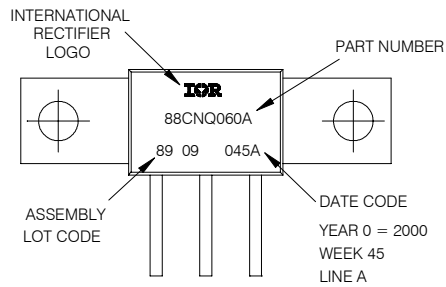 INTERNATIONAL
RECTIFIER
LOGO
PART NUMBER
IOR
88CNQ060A
89 09 045A
ASSEMBLY
LOT CODE
DATE CODE
YEAR 0 = 2000
WEEK 45
LINE A